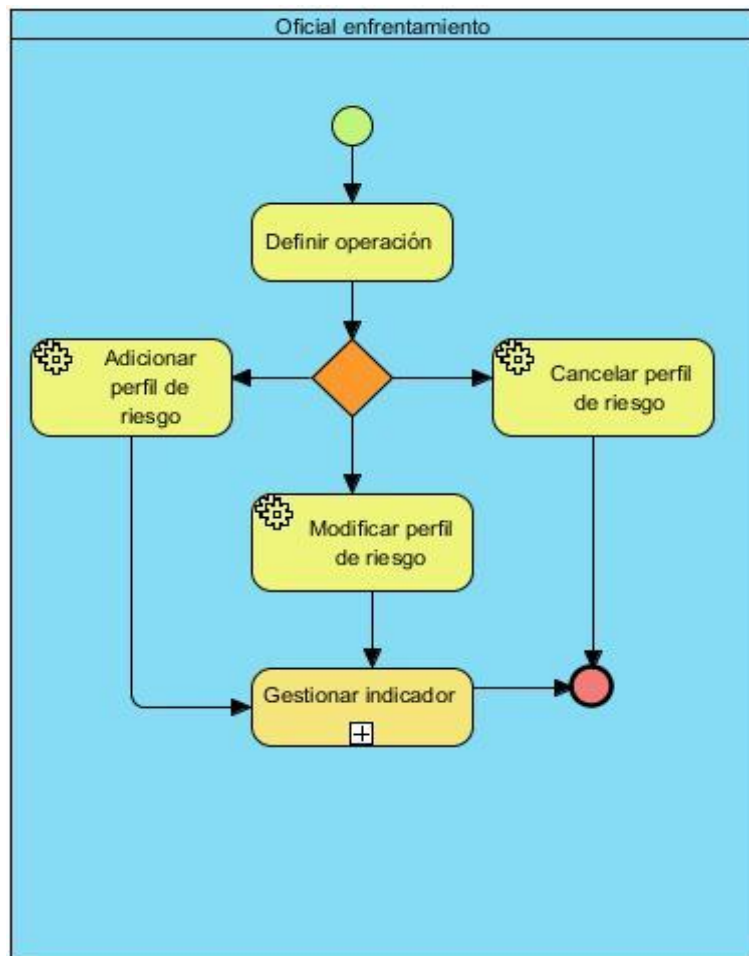 Oficial enfrentamiento
Definir operación
Adicionar
perfil de
riesgo
Cancelar perfil
de riesgo
Modificar perfil
de riesgo
Gestionar indicador